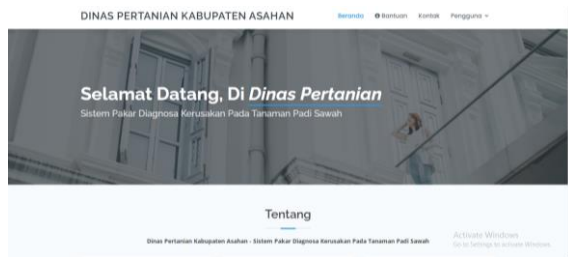 DINAS PERTANIAN KABUPATEN ASAHAN
Beranda Bantuan Kontak Pengguna
Selamat Datang, Di Dinas Pertanian
Sistem Pakar Diagnosa Kerusakan Pada Tanaman Padi Sawah
Tentang
Dinas Pertanian Kabupaten Asahan - Sistem Pakar Diagnosa Kerusakan Pada Tanaman Padi Sawah
Activate Windows
Go to Settings to activate Windows.